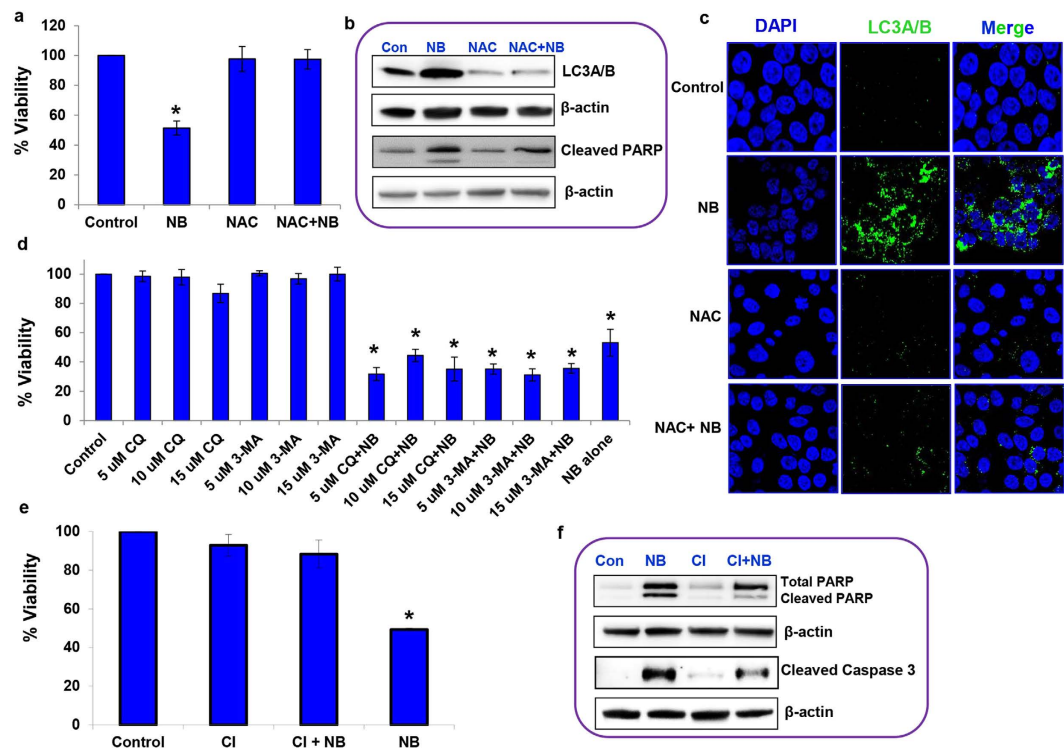 a
% Viability
120
100
80
60
40
20
0
*
Control NB NAC NAC+NB
b
Con NB NAC NAC+NB
LC3A/B
β-actin
Cleaved PARP
β-actin
c
DAPI LC3A/B Merge
Control
NB
NAC
NAC+ NB
d
% Viability
120
100
80
60
40
20
0
* * * * * * *
Control
5 uM CQ
10 uM CQ
15 uM CQ
5 uM 3-MA
10 uM 3-MA
15 uM 3-MA
5 uM CQ+NB
10 uM CQ+NB
15 uM CQ+NB
5 uM 3-MA+NB
10 uM 3-MA+NB
15 uM 3-MA+NB
NB alone
e
% Viability
100
80
60
40
20
0
*
Control CI CI + NB NB
f
Con NB CI CI+NB
Total PARP
Cleaved PARP
β-actin
Cleaved Caspase 3
β-actin